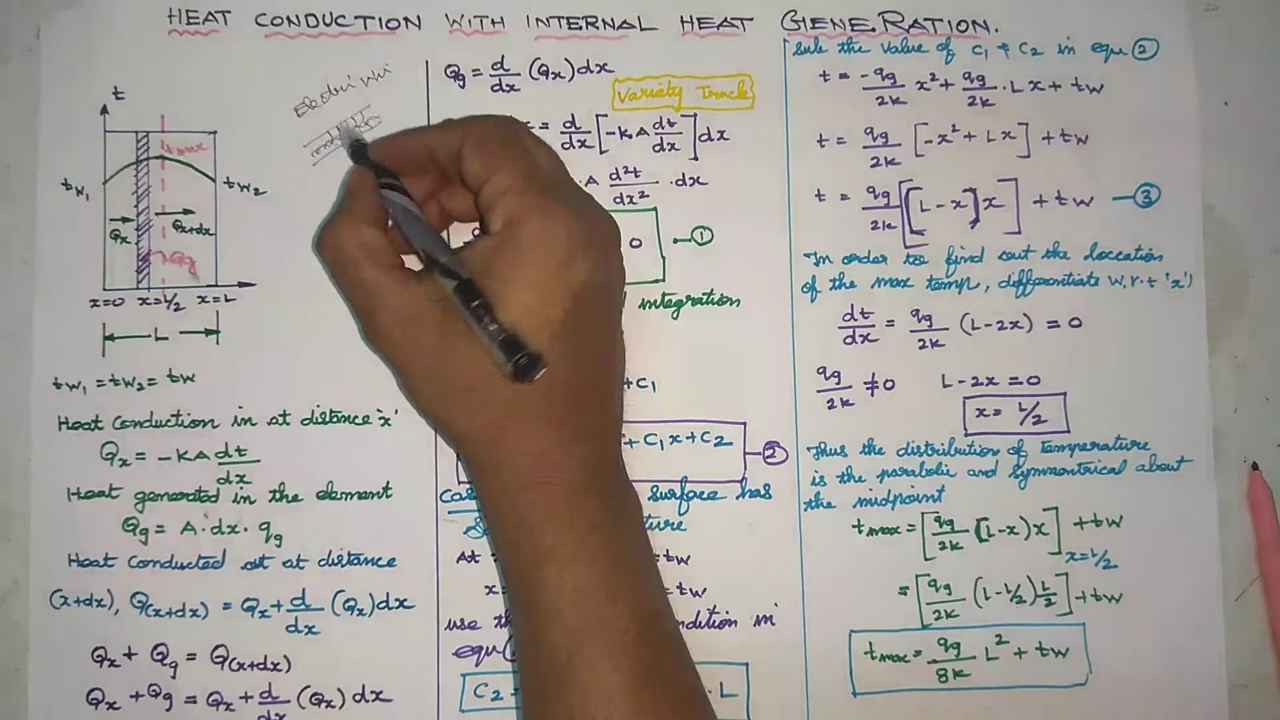 HEAT CONDUCTION WITH INTERNAL HEAT GENERATION.
t
tmax
tw₁
tw₂
Qx
Qx+dx
Qg
x=0 x=L/2 x=L
L
tw₁ = tw₂ = tw
Heat Conduction in at distance 'x'
Qx = -KA dt/dx
Heat generated in the element
Qg = A·dx·qg
Heat conducted out at distance
(x+dx), Q(x+dx) = Qx + d/dx (Qx) dx
Qx + Qg = Q(x+dx)
Qx + Qg = Qx + d/dx (Qx) dx
Electric
Qg = d/dx (Qx) dx
Variety Track
= d/dx [-KA dt/dx] dx
A d²t/dx² · dx
0 ①
integration
+C₁
+ C₁x + C₂ ②
surface has
At
= tw
x
= tw
use
condition in
equ
C₂ = · L
Sub the value of C₁ & C₂ in equ ②
t = -qg/2K x² + qg/2K · Lx + tw
t = qg/2K [-x² + Lx] + tw
t = qg/2K [[L-x]x] + tw ③
In order to find out the loccation
of the max temp, differentiate w.r.t 'x')
dt/dx = qg/2K (L-2x) = 0
qg/2K ≠ 0 L-2x = 0
x = L/2
Thus the distribution of Temperature
is the parabolic and symmontrical about
the midpoint
tmax = [qg/2K [L-x)x] + tw
x=L/2
= [qg/2K (L-L/2) L/2] + tw
tmax = qg/8K L² + tw